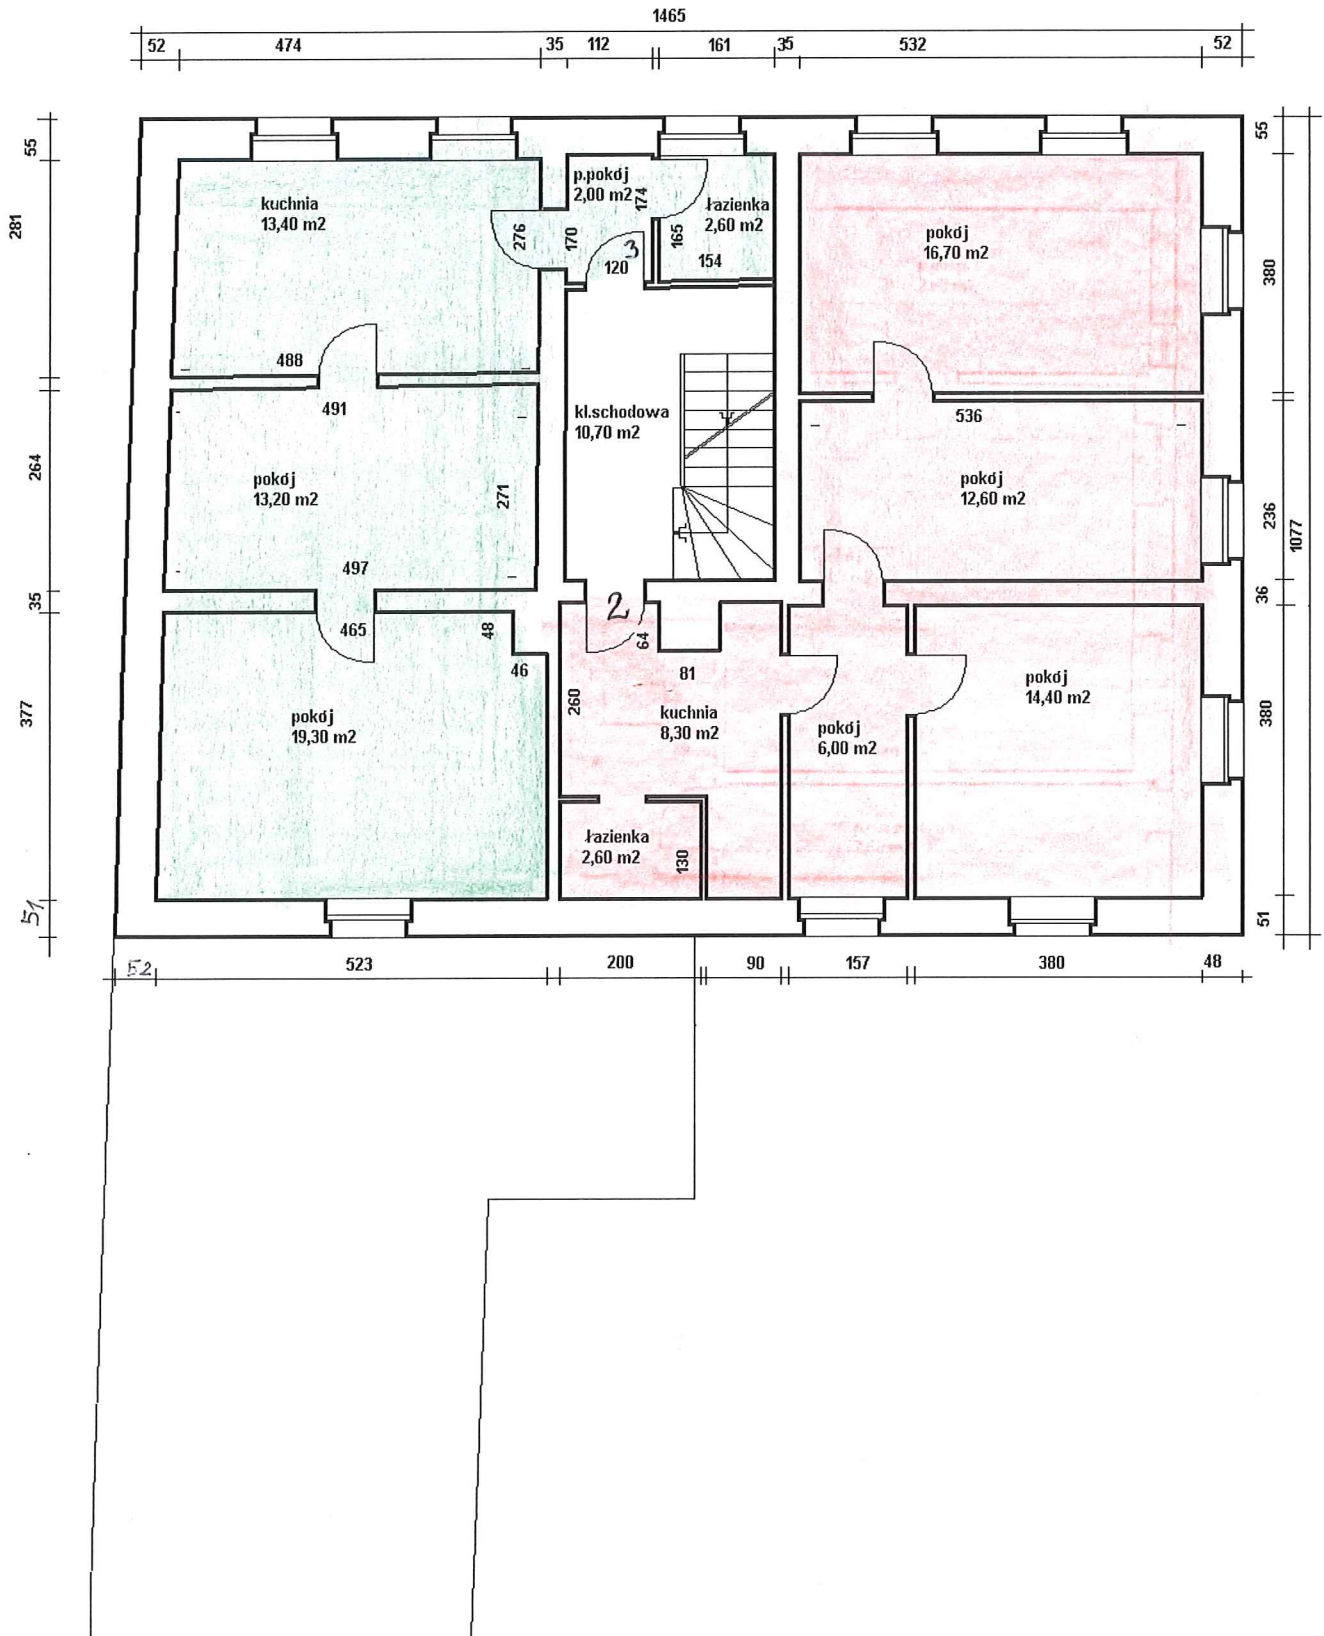 1465
52 474 35 112 161 35 532 52
55
281
264
35
377
51
55
380
236
36
380
51
1077
kuchnia
13,40 m2
p.pokój
2,00 m2
174
łazienka
2,60 m2
276
170
3
165
120
154
pokój
16,70 m2
488
491
536
kl.schodowa
10,70 m2
pokój
13,20 m2
271
pokój
12,60 m2
497
465
48
46
2
64
81
260
pokój
19,30 m2
kuchnia
8,30 m2
pokój
6,00 m2
pokój
14,40 m2
łazienka
2,60 m2
130
52 523 200 90 157 380 48